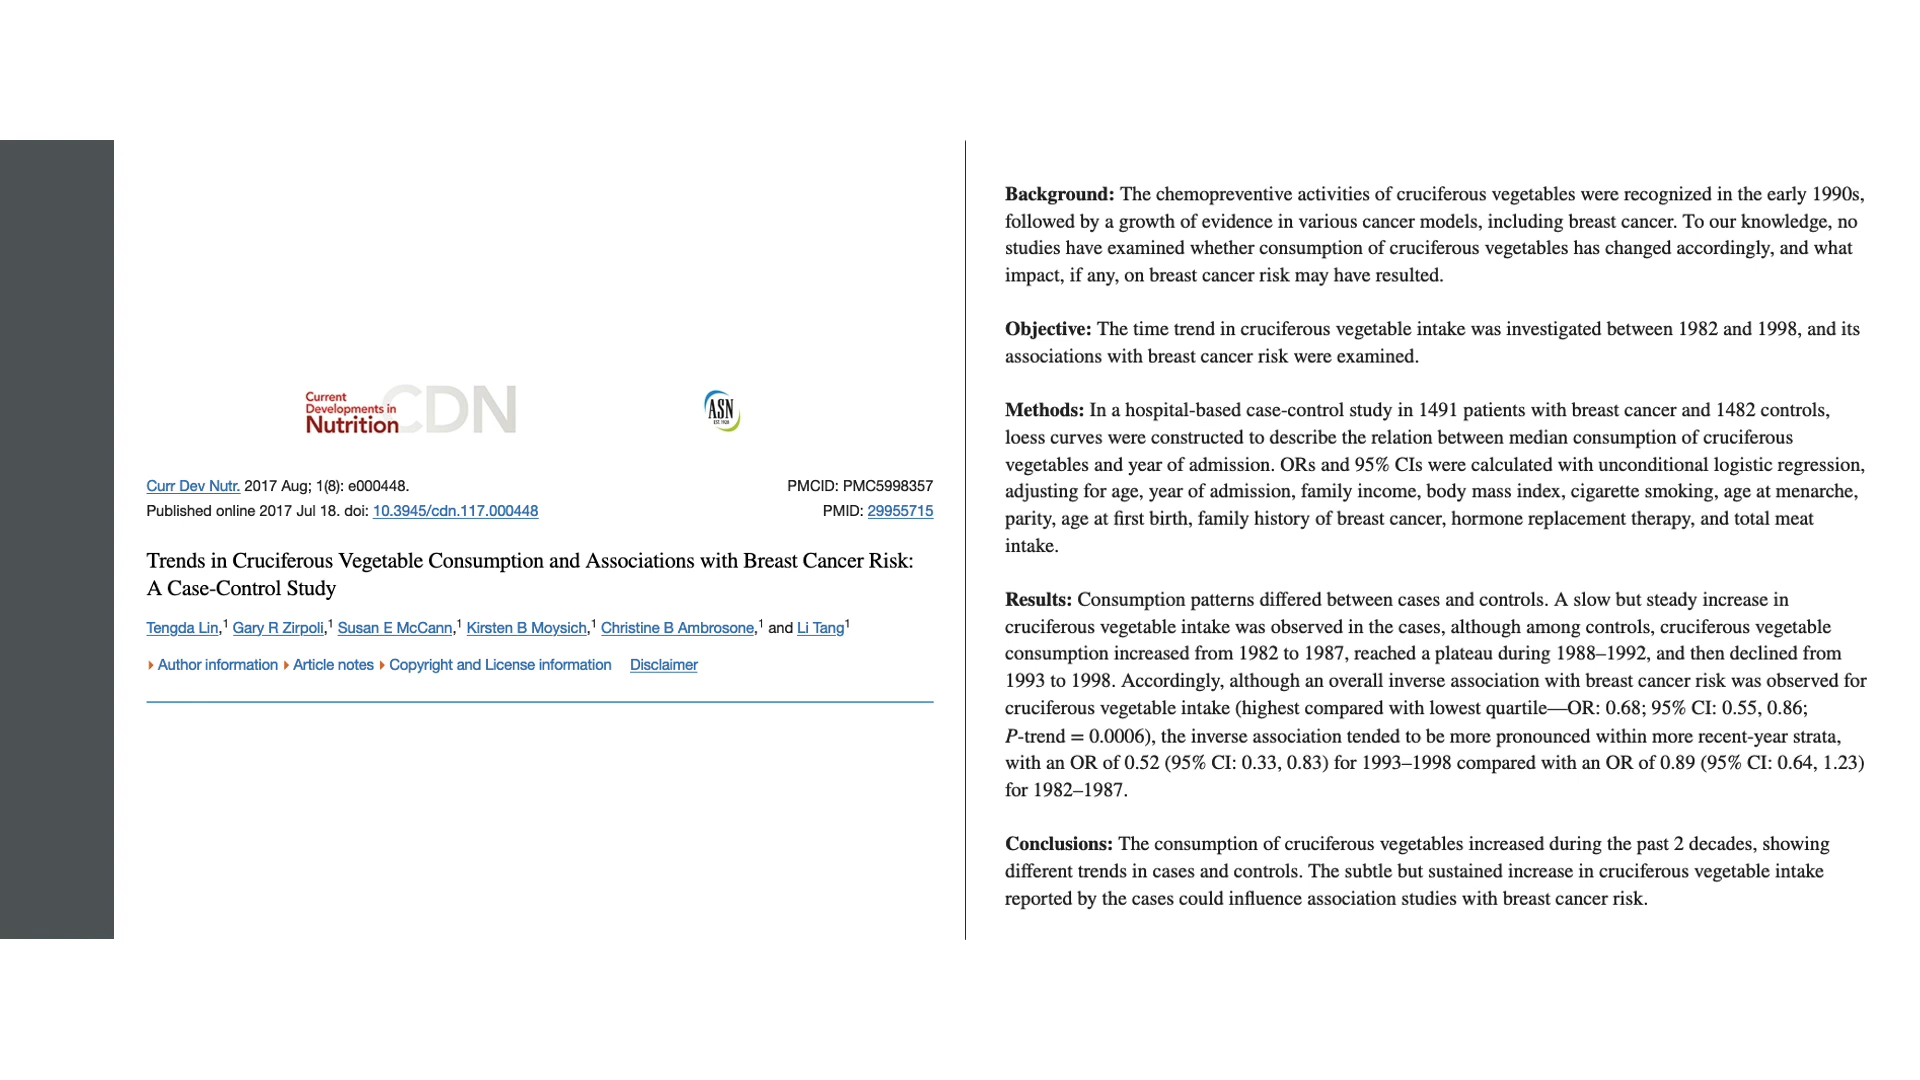 Current
Developments in
Nutrition
CDN
ASN
EST. 1928
Curr Dev Nutr. 2017 Aug; 1(8): e000448.
PMCID: PMC5998357
Published online 2017 Jul 18. doi: 10.3945/cdn.117.000448
PMID: 29955715
Trends in Cruciferous Vegetable Consumption and Associations with Breast Cancer Risk:
A Case-Control Study
Tengda Lin,1 Gary R Zirpoli,1 Susan E McCann,1 Kirsten B Moysich,1 Christine B Ambrosone,1 and Li Tang1
Author information Article notes Copyright and License information Disclaimer
Background: The chemopreventive activities of cruciferous vegetables were recognized in the early 1990s,
followed by a growth of evidence in various cancer models, including breast cancer. To our knowledge, no
studies have examined whether consumption of cruciferous vegetables has changed accordingly, and what
impact, if any, on breast cancer risk may have resulted.
Objective: The time trend in cruciferous vegetable intake was investigated between 1982 and 1998, and its
associations with breast cancer risk were examined.
Methods: In a hospital-based case-control study in 1491 patients with breast cancer and 1482 controls,
loess curves were constructed to describe the relation between median consumption of cruciferous
vegetables and year of admission. ORs and 95% CIs were calculated with unconditional logistic regression,
adjusting for age, year of admission, family income, body mass index, cigarette smoking, age at menarche,
parity, age at first birth, family history of breast cancer, hormone replacement therapy, and total meat
intake.
Results: Consumption patterns differed between cases and controls. A slow but steady increase in
cruciferous vegetable intake was observed in the cases, although among controls, cruciferous vegetable
consumption increased from 1982 to 1987, reached a plateau during 1988–1992, and then declined from
1993 to 1998. Accordingly, although an overall inverse association with breast cancer risk was observed for
cruciferous vegetable intake (highest compared with lowest quartile—OR: 0.68; 95% CI: 0.55, 0.86;
P-trend = 0.0006), the inverse association tended to be more pronounced within more recent-year strata,
with an OR of 0.52 (95% CI: 0.33, 0.83) for 1993–1998 compared with an OR of 0.89 (95% CI: 0.64, 1.23)
for 1982–1987.
Conclusions: The consumption of cruciferous vegetables increased during the past 2 decades, showing
different trends in cases and controls. The subtle but sustained increase in cruciferous vegetable intake
reported by the cases could influence association studies with breast cancer risk.